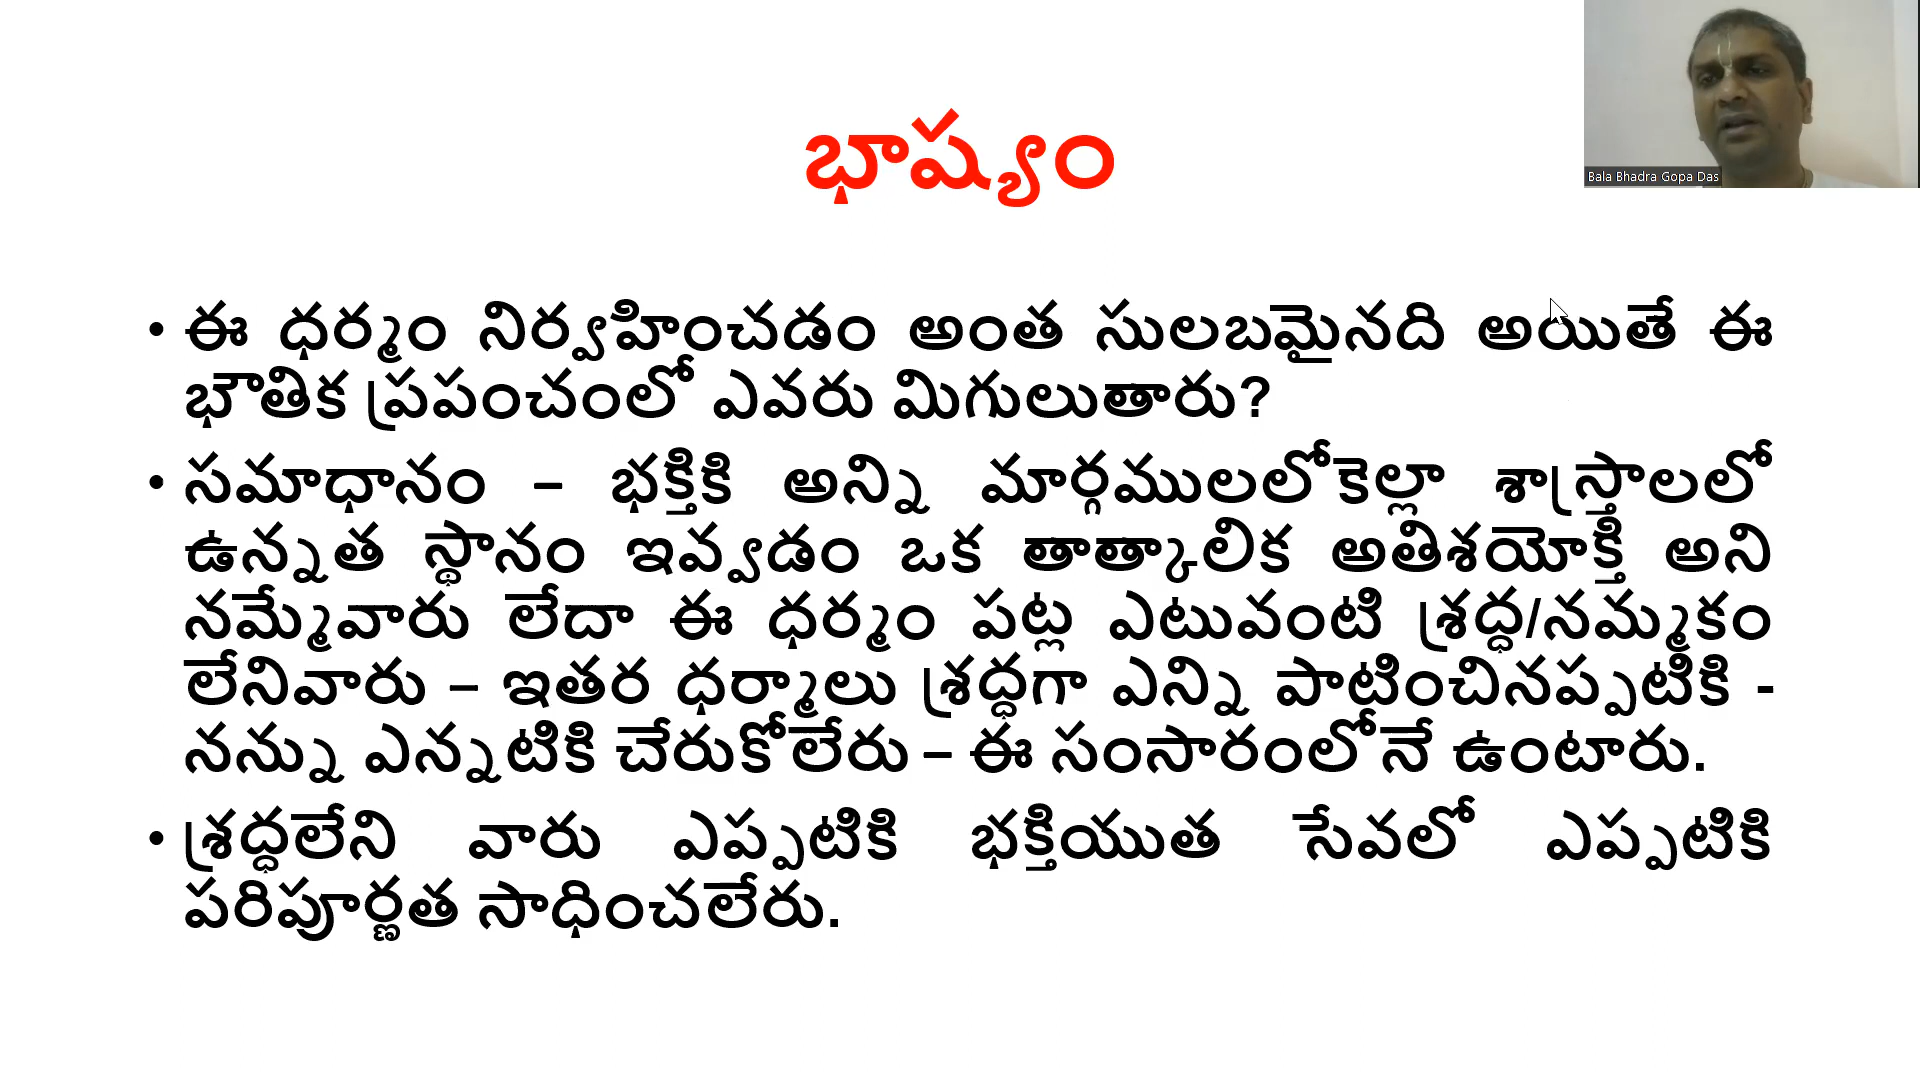 భాష్యం
Bala Bhadra Gopa Das
• ఈ ధర్మం నిర్వహించడం అంత సులబమైనది అయితే ఈ
భౌతిక ప్రపంచంలో ఎవరు మిగులుతారు?
• సమాధానం – భక్తికి అన్ని మార్గములలోకెల్లా శాస్త్రాలలో
ఉన్నత స్థానం ఇవ్వడం ఒక తాత్కాలిక అతిశయోక్తి అని
నమ్మేవారు లేదా ఈ ధర్మం పట్ల ఎటువంటి శ్రద్ధ/నమ్మకం
లేనివారు – ఇతర ధర్మాలు శ్రద్ధగా ఎన్ని పాటించినప్పటికి -
నన్ను ఎన్నటికి చేరుకోలేరు – ఈ సంసారంలోనే ఉంటారు.
• శ్రద్ధలేని వారు ఎప్పటికి భక్తియుత సేవలో ఎప్పటికి
పరిపూర్ణత సాధించలేరు.